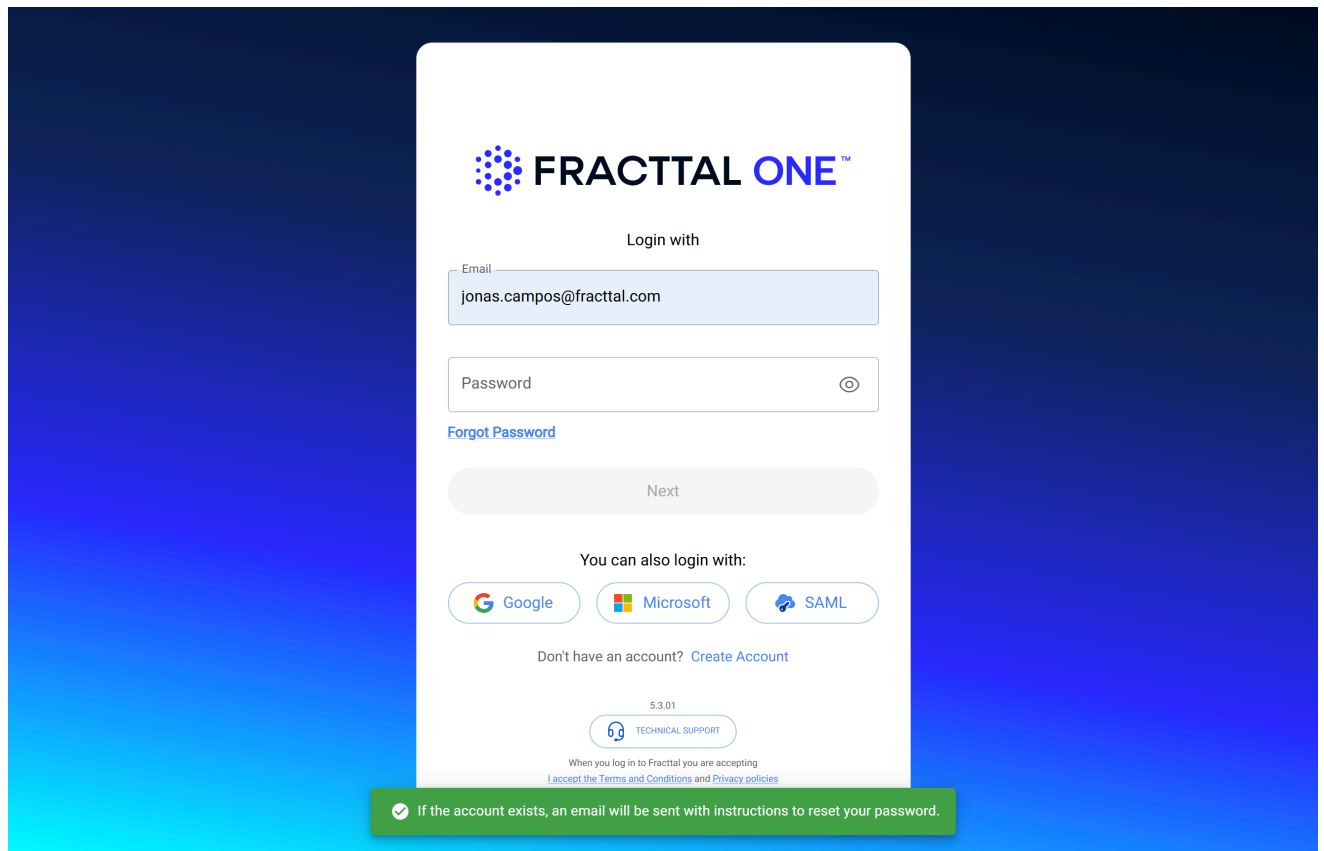 FRACTTAL ONE™
Login with
Email
jonas.campos@fracttal.com
Password
Forgot Password
Next
You can also login with:
Google
Microsoft
SAML
Don't have an account? Create Account
5.3.01
TECHNICAL SUPPORT
When you log in to Fracttal you are accepting
I accept the Terms and Conditions and Privacy policies
If the account exists, an email will be sent with instructions to reset your password.